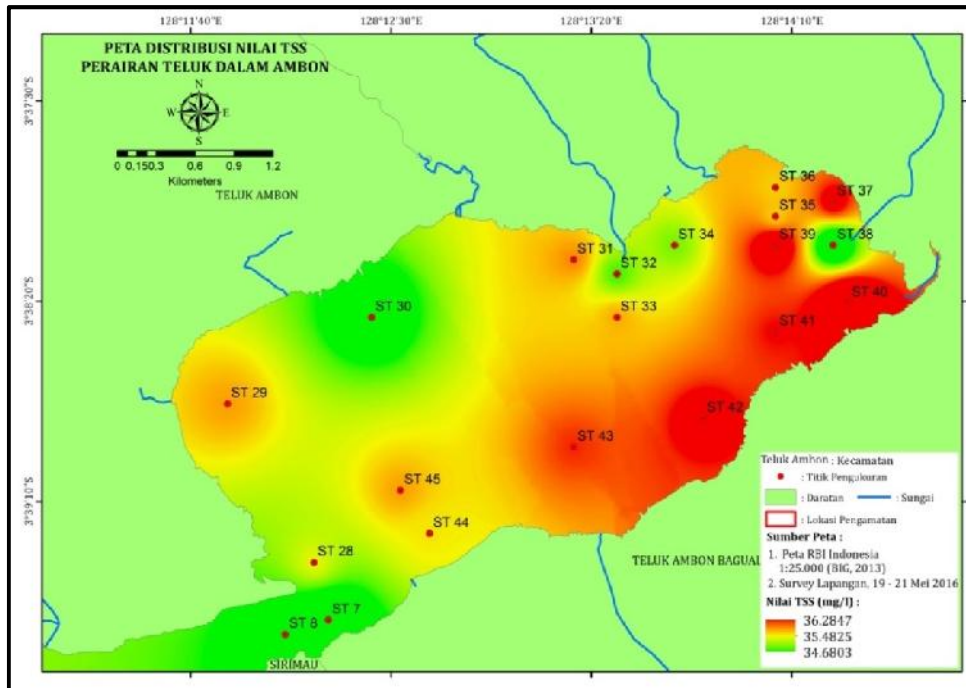 128°11'40"E
128°12'30"E
128°13'20"E
128°14'10"E
PETA DISTRIBUSI NILAI TSS
PERAIRAN TELUK DALAM AMBON
N
W E
S
0 0.15 0.3 0.6 0.9 1.2
Kilometers
TELUK AMBON
3°37'30"S
3°38'20"S
3°39'10"S
ST 36
ST 37
ST 35
ST 39
ST 38
ST 34
ST 31
ST 32
ST 40
ST 30
ST 33
ST 41
ST 29
ST 42
ST 43
ST 45
ST 44
ST 28
ST 7
ST 8
SIRIMAU
TELUK AMBON BAGUAL
Teluk Ambon : Kecamatan
: Titik Pengukuran
: Daratan : Sungai
: Lokasi Pengamatan
Sumber Peta :
1. Peta RBI Indonesia
1:25.000 (BIG, 2013)
2. Survey Lapangan, 19 - 21 Mei 2016
Nilai TSS (mg/l) :
36.2847
35.4825
34.6803